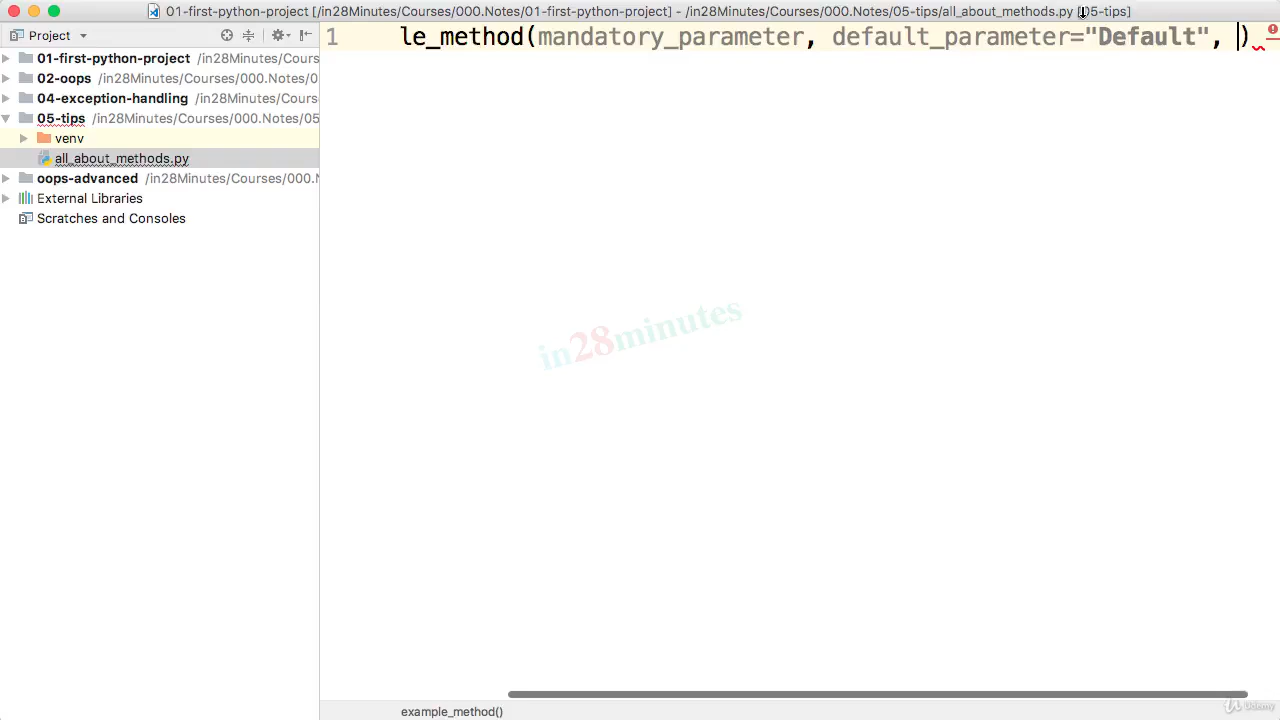 01-first-python-project [/in28Minutes/Courses/000.Notes/01-first-python-project] - /in28Minutes/Courses/000.Notes/05-tips/all_about_methods.py [05-tips]
Project
1 le_method(mandatory_parameter, default_parameter="Default", )
01-first-python-project /in28Minutes/Cours
02-oops /in28Minutes/Courses/000.Notes/0
04-exception-handling /in28Minutes/Cours
05-tips /in28Minutes/Courses/000.Notes/05
venv
all_about_methods.py
oops-advanced /in28Minutes/Courses/000.N
External Libraries
Scratches and Consoles
in28minutes
example_method()
Udemy